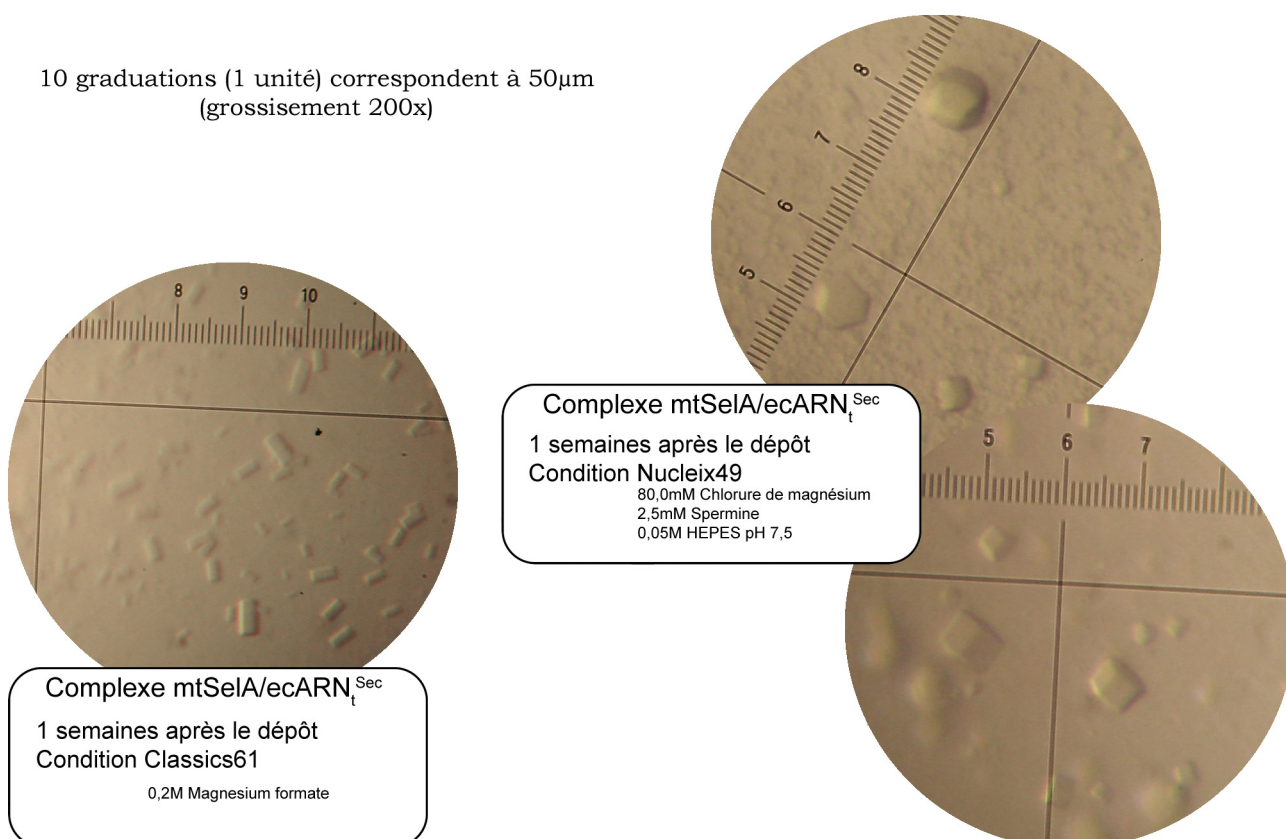 10 graduations (1 unité) correspondent à 50µm
(grossisement 200x)
8
7
6
5
8 9 10
Complexe mtSelA/ecARNtSec
1 semaines après le dépôt
Condition Nucleix49
80,0mM Chlorure de magnésium
2,5mM Spermine
0,05M HEPES pH 7,5
5 6 7
Complexe mtSelA/ecARNtSec
1 semaines après le dépôt
Condition Classics61
0,2M Magnesium formate